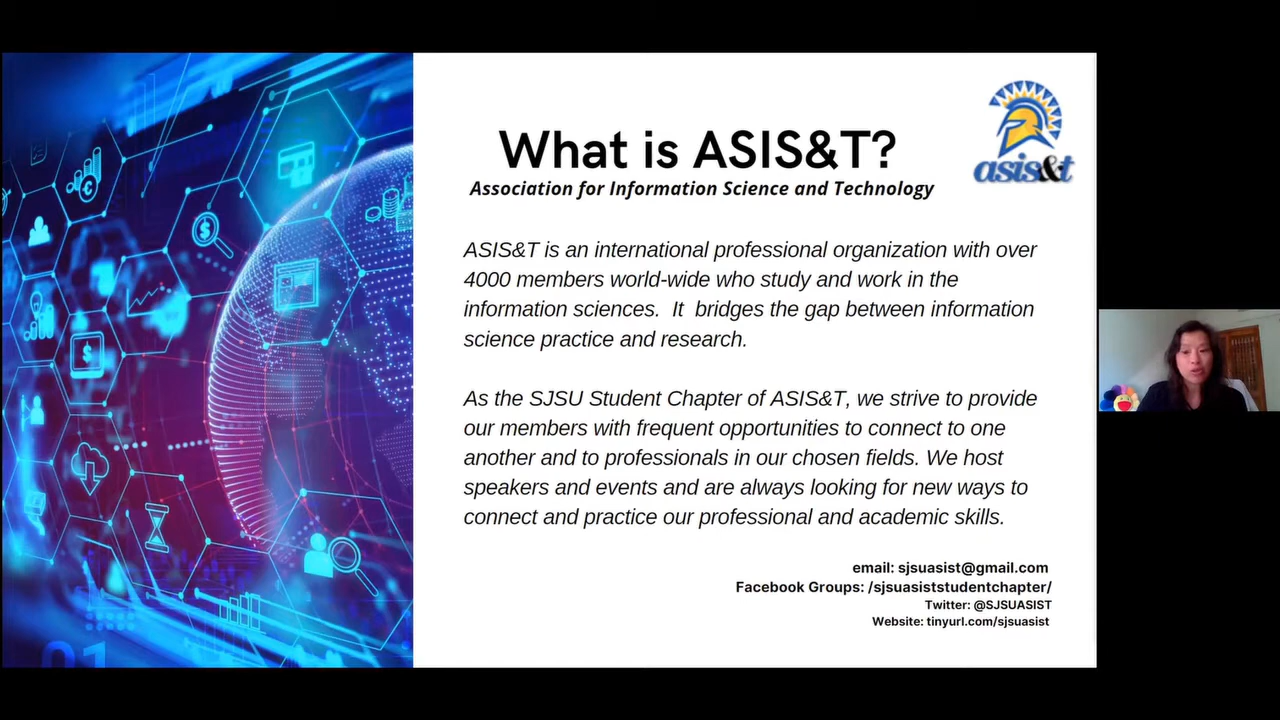 What is ASIS&T?
Association for Information Science and Technology
asis&t
ASIS&T is an international professional organization with over
4000 members world-wide who study and work in the
information sciences.  It  bridges the gap between information
science practice and research.
As the SJSU Student Chapter of ASIS&T, we strive to provide
our members with frequent opportunities to connect to one
another and to professionals in our chosen fields. We host
speakers and events and are always looking for new ways to
connect and practice our professional and academic skills.
email: sjsuasist@gmail.com
Facebook Groups: /sjsuasiststudentchapter/
Twitter: @SJSUASIST
Website: tinyurl.com/sjsuasist
01